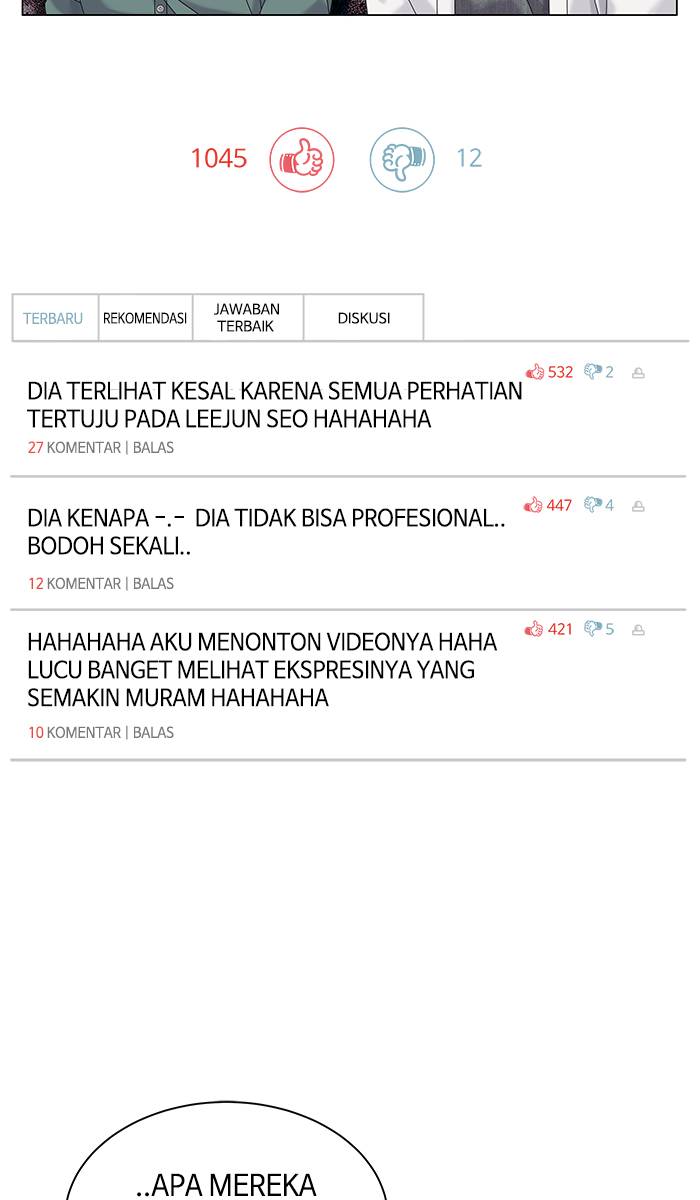 1045 12
TERBARU REKOMENDASI JAWABAN TERBAIK DISKUSI
532 2
DIA TERLIHAT KESAL KARENA SEMUA PERHATIAN
TERTUJU PADA LEEJUN SEO HAHAHAHA
27 KOMENTAR | BALAS
447 4
DIA KENAPA -.- DIA TIDAK BISA PROFESIONAL..
BODOH SEKALI..
12 KOMENTAR | BALAS
421 5
HAHAHAHA AKU MENONTON VIDEONYA HAHA
LUCU BANGET MELIHAT EKSPRESINYA YANG
SEMAKIN MURAM HAHAHAHA
10 KOMENTAR | BALAS
..APA MEREKA